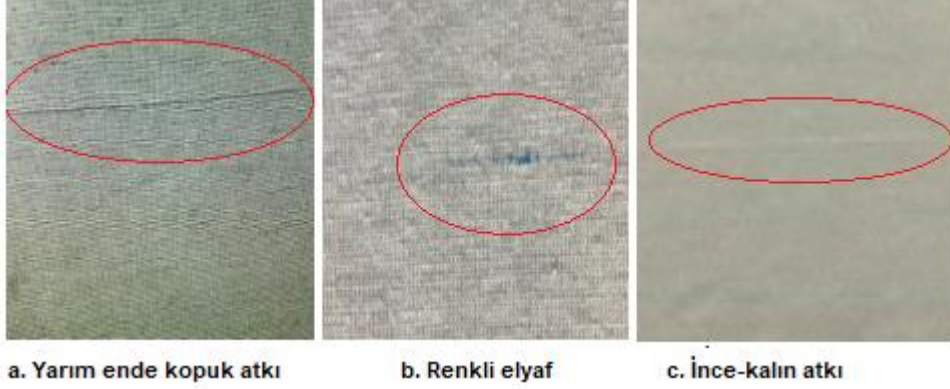 a. Yarım ende kopuk atkı
b. Renkli elyaf
c. İnce-kalın atkı